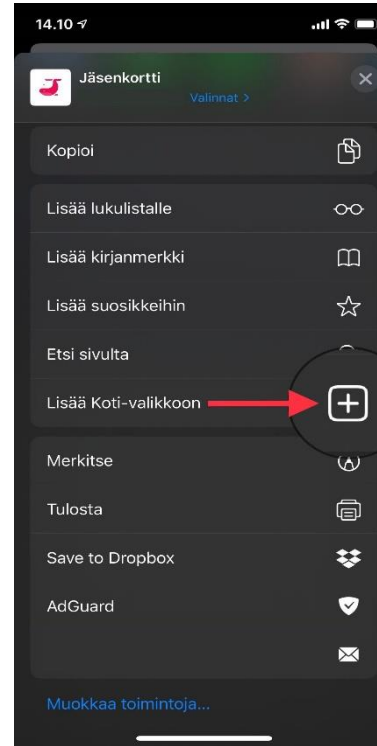 14.10
Jäsenkortti
Valinnat >
Kopioi
Lisää lukulistalle
Lisää kirjanmerkki
Lisää suosikkeihin
Etsi sivulta
Lisää Koti-valikkoon
Merkitse
Tulosta
Save to Dropbox
AdGuard
Muokkaa toimintoja...